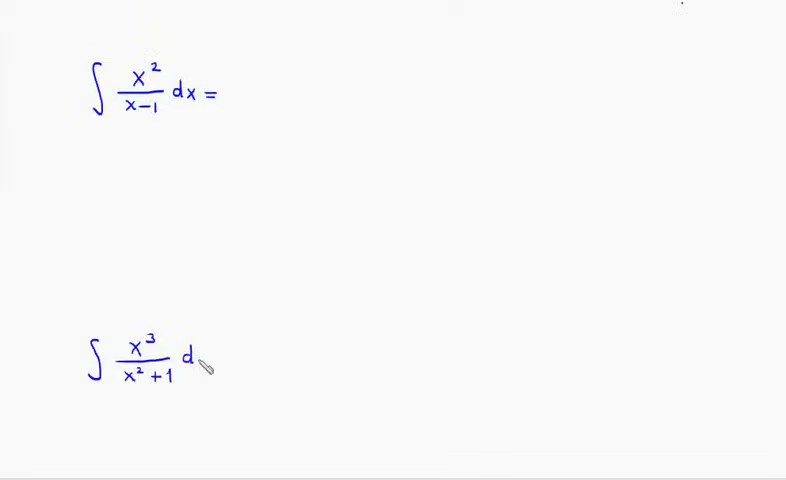 ∫ x²/(x-1) dx =
∫ x³/(x²+1) d